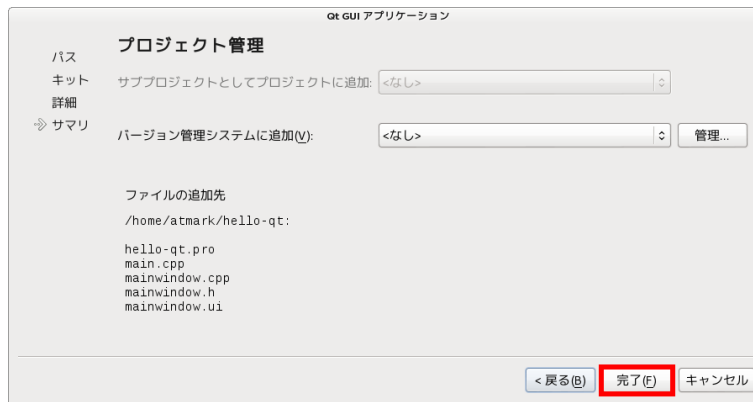 Qt GUI アプリケーション
パス
キット
詳細
サマリ
プロジェクト管理
サブプロジェクトとしてプロジェクトに追加: <なし>
バージョン管理システムに追加(V): <なし> 管理...
ファイルの追加先
/home/atmark/hello-qt:
hello-qt.pro
main.cpp
mainwindow.cpp
mainwindow.h
mainwindow.ui
< 戻る(B) 完了(F) キャンセル